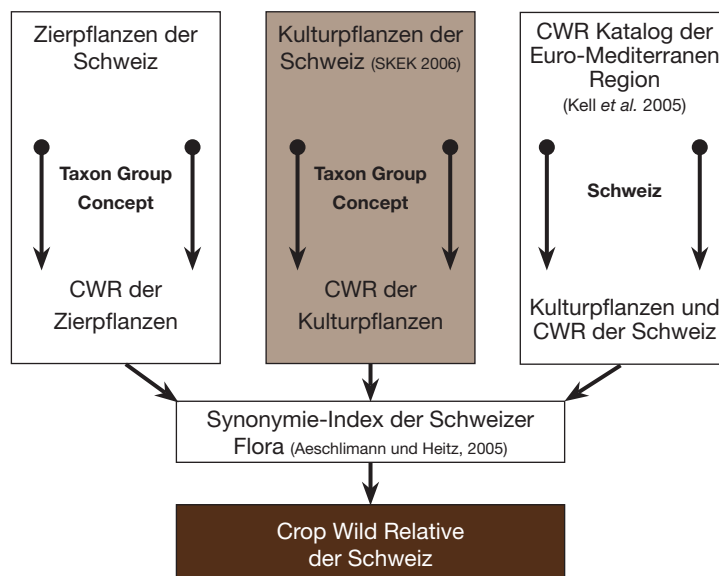 Zierpflanzen der
Schweiz
Taxon Group
Concept
CWR der
Zierpflanzen
Kulturpflanzen der
Schweiz (SKEK 2006)
Taxon Group
Concept
CWR der
Kulturpflanzen
CWR Katalog der
Euro-Mediterranen
Region
(Kell et al. 2005)
Schweiz
Kulturpflanzen und
CWR der Schweiz
Synonymie-Index der Schweizer
Flora (Aeschlimann und Heitz, 2005)
Crop Wild Relative
der Schweiz